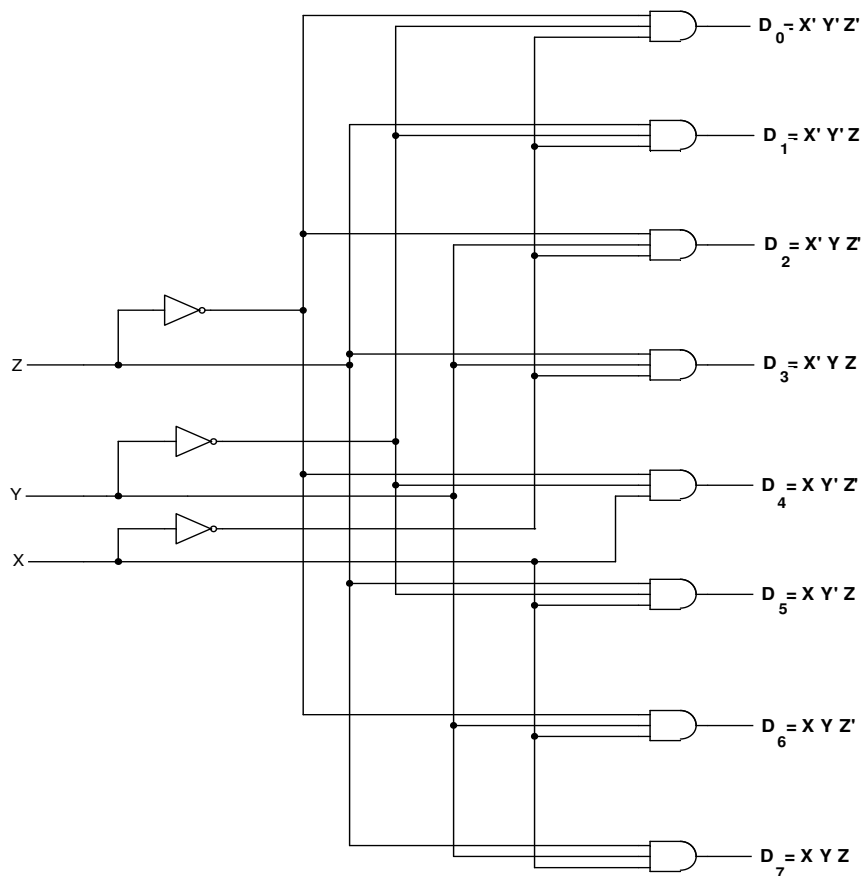 D0= X' Y' Z'
D1= X' Y' Z
D2= X' Y Z'
Z
D3= X' Y Z
Y
D4= X Y' Z'
X
D5= X Y' Z
D6= X Y Z'
D7= X Y Z